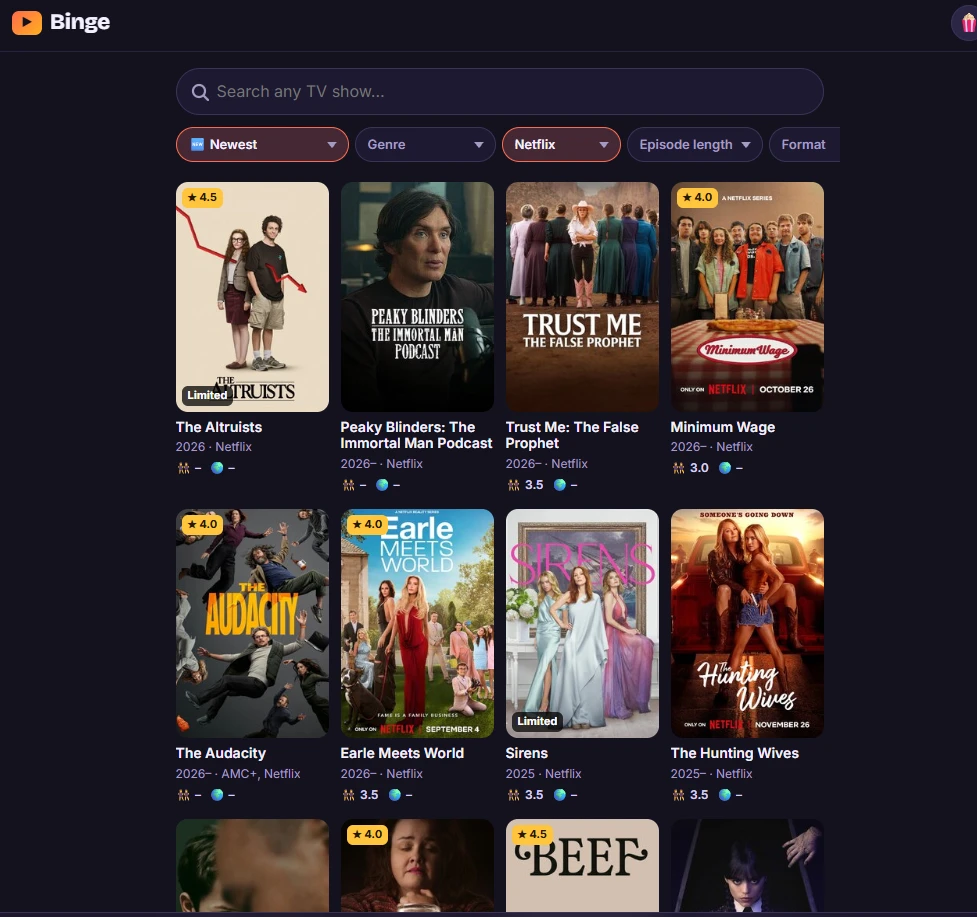 Binge
Search any TV show...
NEW Newest
Genre
Netflix
Episode length
Format
★ 4.5
THE
ALTRUISTS
Limited
PEAKY BLINDERS
THE IMMORTAL MAN
PODCAST
TRUST ME
THE FALSE PROPHET
★ 4.0
A NETFLIX SERIES
Minimum Wage
ONLY ON NETFLIX | OCTOBER 26
The Altruists
2026 · Netflix
– –
Peaky Blinders: The
Immortal Man Podcast
2026– · Netflix
– –
Trust Me: The False
Prophet
2026– · Netflix
3.5 –
Minimum Wage
2026– · Netflix
3.0 –
★ 4.0
THE
AUDACITY
★ 4.0
A NETFLIX REALITY SERIES
Earle
MEETS
WORLD
FAME IS A FAMILY BUSINESS
ONLY ON NETFLIX SEPTEMBER 4
SIRENS
Limited
SOMEONE'S GOING DOWN
The
Hunting
Wives
ONLY ON NETFLIX NOVEMBER 26
The Audacity
2026– · AMC+, Netflix
– –
Earle Meets World
2026– · Netflix
3.5 –
Sirens
2025 · Netflix
3.5 –
The Hunting Wives
2025– · Netflix
3.5 –
★ 4.0
★ 4.5
BEEF